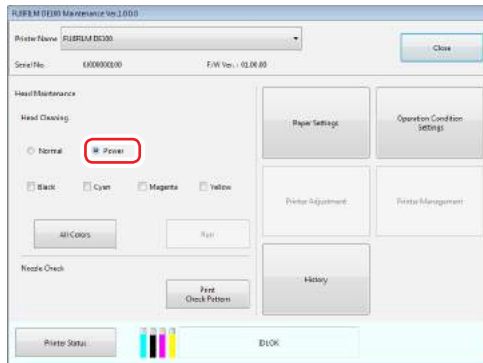 FUJIFILM DE100 Maintenance Ver.1.0.0.0
Printer Name FUJIFILM DE100
Close
Serial No. F/W Ver. : 01.00.00
Head Maintenance
Head Cleaning
Paper Settings
Operation Condition
Settings
Normal Power
Black Cyan Magenta Yellow
Printer Adjustment
Printer Management
All Colors Run
Nozzle Check
History
Print
Check Pattern
Printer Status